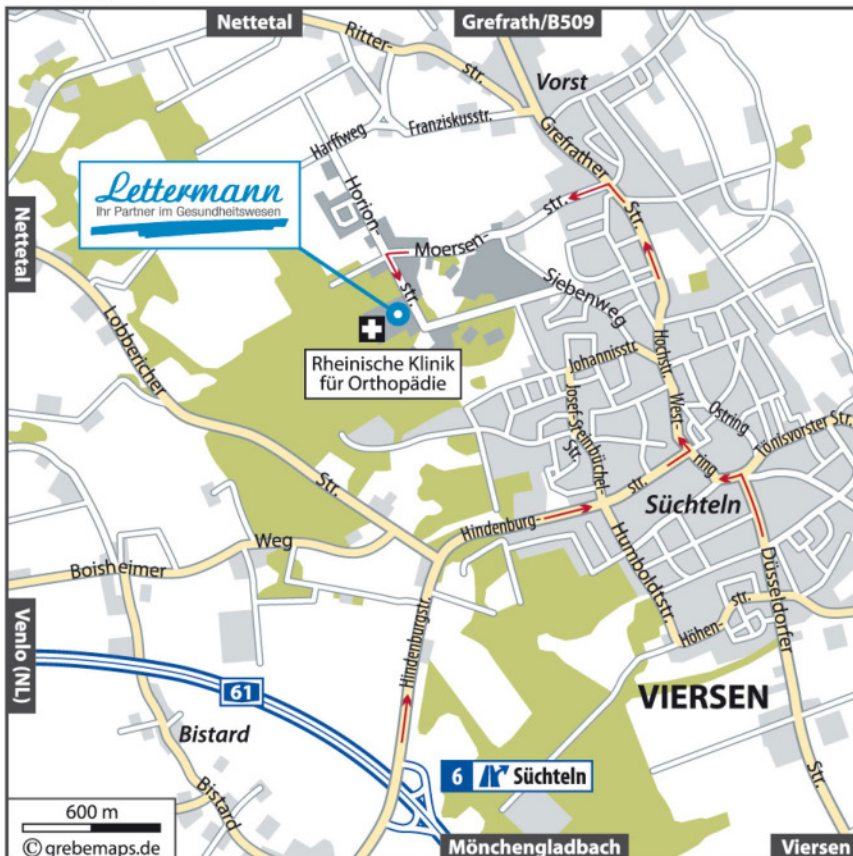 Nettetal
Grefrath/B509
Ritter-
str.
Vorst
Harffweg
Franziskusstr.
Grefrather
Str.
Lettermann
Ihr Partner im Gesundheitswesen
Nettetal
Horion-
str.
Moersen-
str.
Siebenweg
Lobbericher
Str.
Rheinische Klinik
für Orthopädie
Johannisstr.
Hochstr.
Josef-Steinbüchel-
Str.
West-
ring
Ostring
Tönisvorster Str.
Süchteln
Hindenburg-
str.
Boisheimer
Weg
Humboldtstr.
Düsseldorfer
Str.
Höhen-
str.
Venlo (NL)
Hindenburgstr.
61
VIERSEN
Bistard
6 Süchteln
Bistard
600 m
© grebemaps.de
Mönchengladbach
Viersen